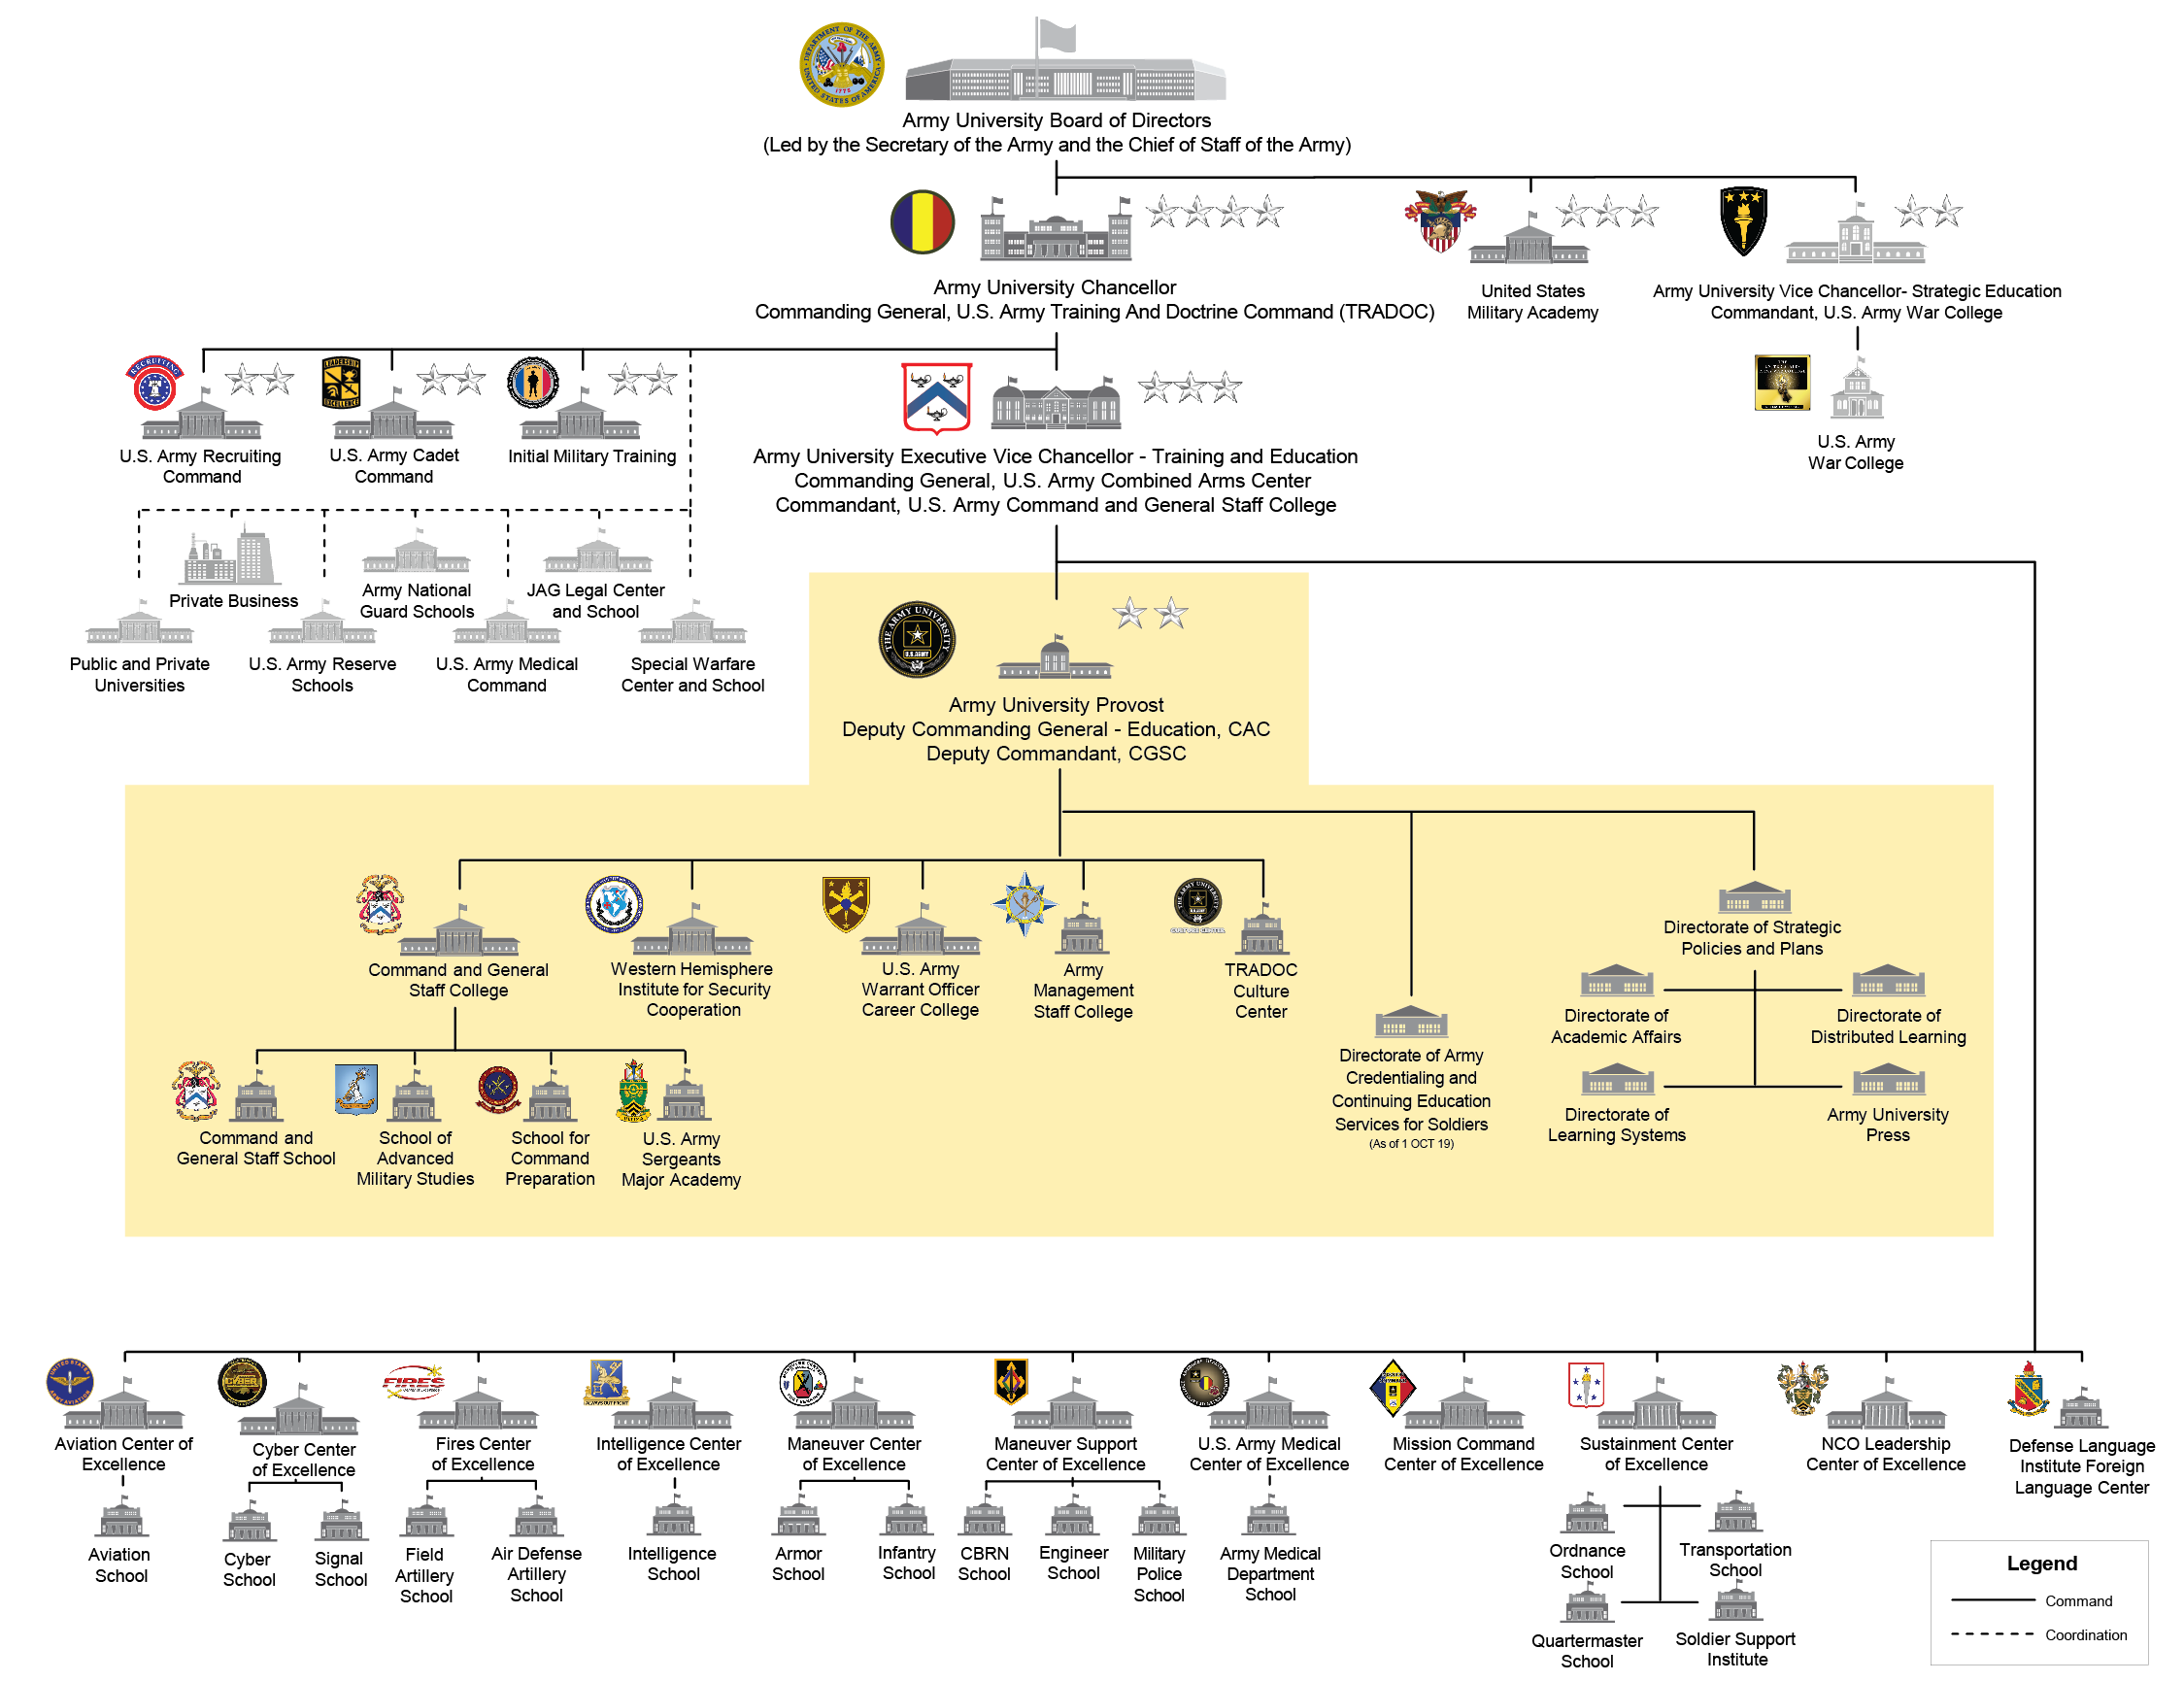 Army University Board of Directors
(Led by the Secretary of the Army and the Chief of Staff of the Army)
Army University Chancellor
Commanding General, U.S. Army Training And Doctrine Command (TRADOC)
United States
Military Academy
Army University Vice Chancellor- Strategic Education
Commandant, U.S. Army War College
U.S. Army
War College
RECRUITING
U.S. Army Recruiting
Command
LEADERSHIP
EXCELLENCE
U.S. Army Cadet
Command
Initial Military Training
Army University Executive Vice Chancellor - Training and Education
Commanding General, U.S. Army Combined Arms Center
Commandant, U.S. Army Command and General Staff College
Private Business
Army National
Guard Schools
JAG Legal Center
and School
Public and Private
Universities
U.S. Army Reserve
Schools
U.S. Army Medical
Command
Special Warfare
Center and School
THE ARMY UNIVERSITY
U.S. ARMY
Army University Provost
Deputy Commanding General - Education, CAC
Deputy Commandant, CGSC
Command and General
Staff College
Western Hemisphere
Institute for Security
Cooperation
U.S. Army
Warrant Officer
Career College
Army
Management
Staff College
TRADOC
Culture
Center
Directorate of Army
Credentialing and
Continuing Education
Services for Soldiers
(As of 1 OCT 19)
Directorate of Strategic
Policies and Plans
Directorate of
Academic Affairs
Directorate of
Distributed Learning
Directorate of
Learning Systems
Army University
Press
Command and
General Staff School
School of
Advanced
Military Studies
School for
Command
Preparation
U.S. Army
Sergeants
Major Academy
Aviation Center of
Excellence
Cyber Center
of Excellence
FIRES
Fires Center
of Excellence
Intelligence Center
of Excellence
Maneuver Center
of Excellence
Maneuver Support
Center of Excellence
U.S. Army Medical
Center of Excellence
Mission Command
Center of Excellence
Sustainment Center
of Excellence
NCO Leadership
Center of Excellence
Defense Language
Institute Foreign
Language Center
Aviation
School
Cyber
School
Signal
School
Field
Artillery
School
Air Defense
Artillery
School
Intelligence
School
Armor
School
Infantry
School
CBRN
School
Engineer
School
Military
Police
School
Army Medical
Department
School
Ordnance
School
Transportation
School
Quartermaster
School
Soldier Support
Institute
Legend
Command
Coordination